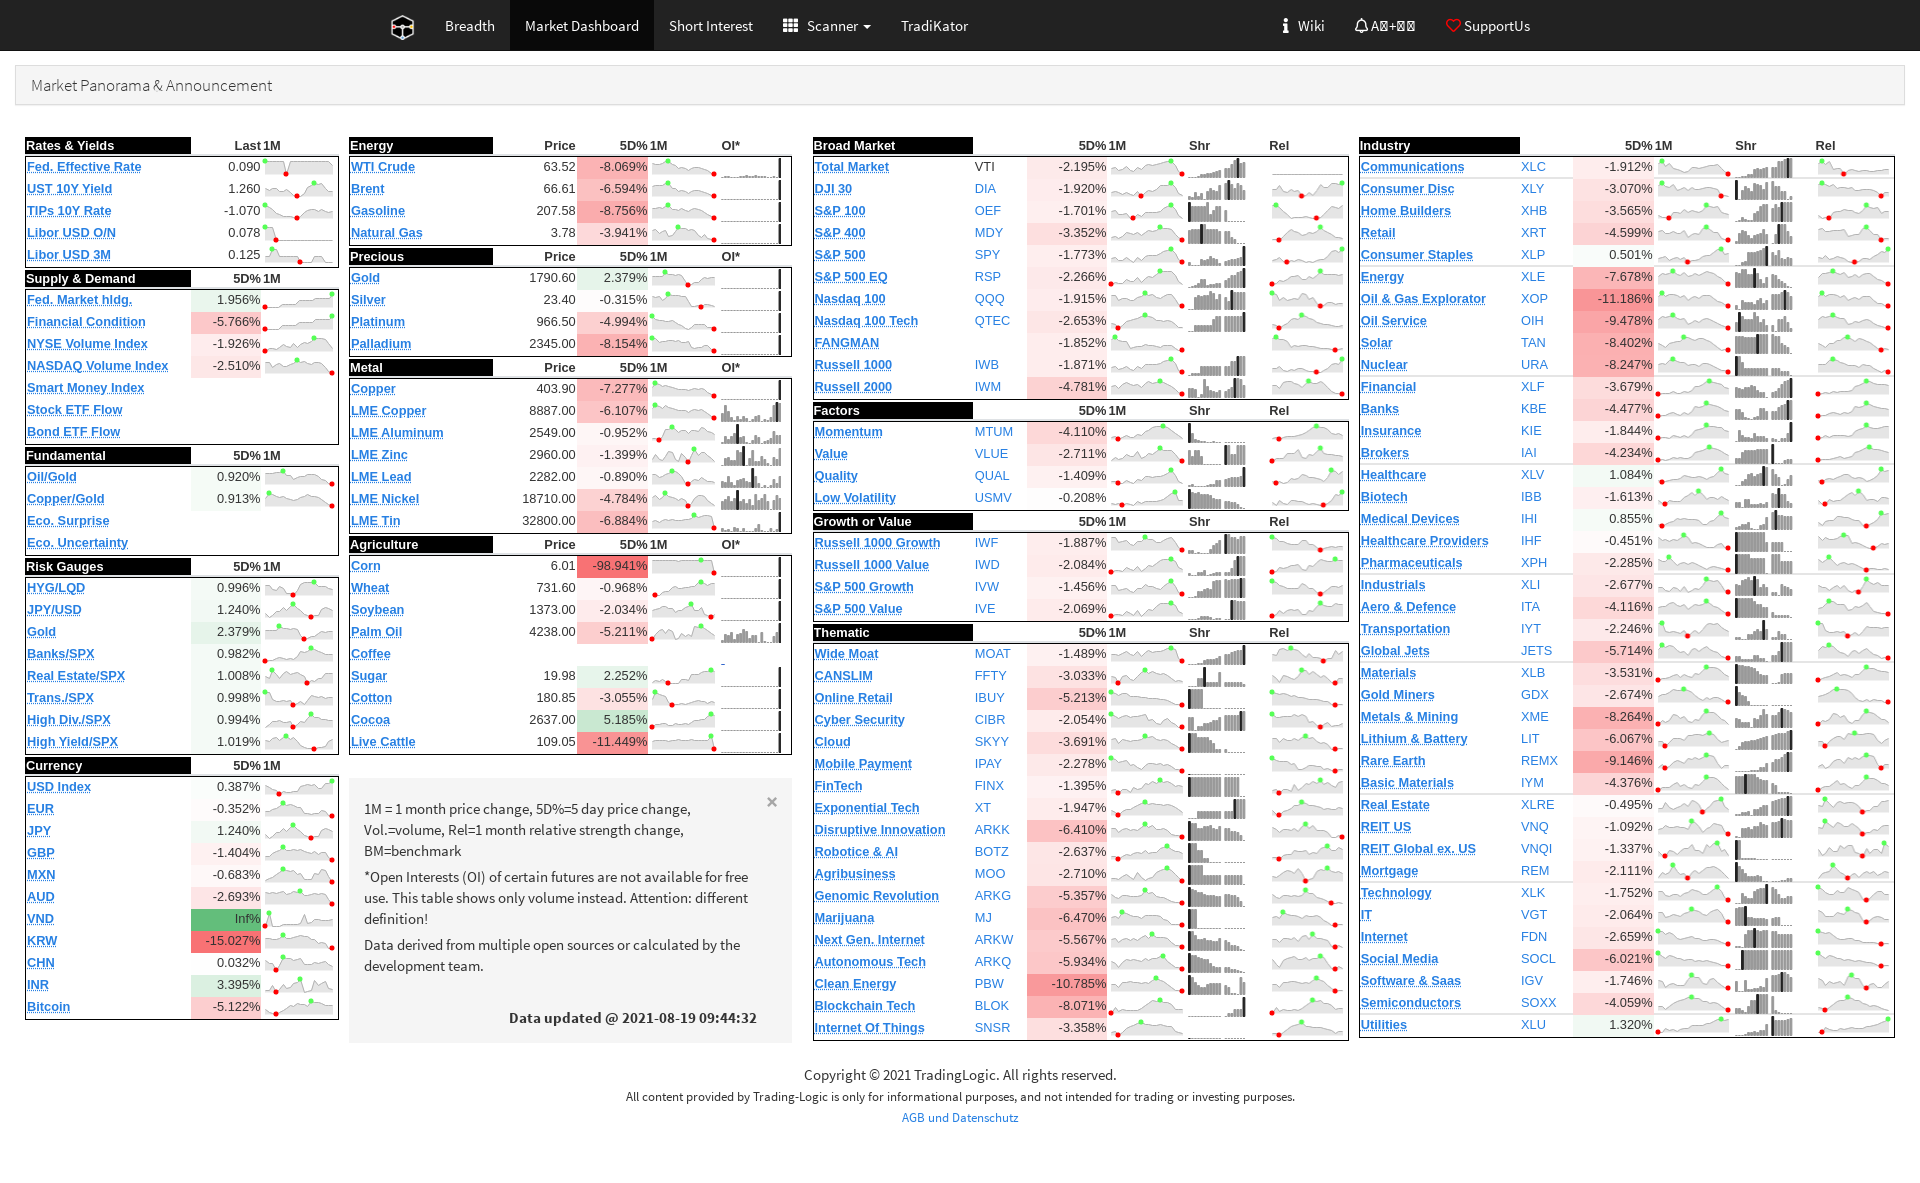 Breadth
Market Dashboard
Short Interest
Scanner
TradiKator
Wiki
SupportUs
Market Panorama & Announcement
Rates & Yields Last 1M
Fed. Effective Rate 0.090
UST 10Y Yield 1.260
TIPs 10Y Rate -1.070
Libor USD O/N 0.078
Libor USD 3M 0.125
Supply & Demand 5D% 1M
Fed. Market hldg. 1.956%
Financial Condition -5.766%
NYSE Volume Index -1.926%
NASDAQ Volume Index -2.510%
Smart Money Index
Stock ETF Flow
Bond ETF Flow
Fundamental 5D% 1M
Oil/Gold 0.920%
Copper/Gold 0.913%
Eco. Surprise
Eco. Uncertainty
Risk Gauges 5D% 1M
HYG/LQD 0.996%
JPY/USD 1.240%
Gold 2.379%
Banks/SPX 0.982%
Real Estate/SPX 1.008%
Trans./SPX 0.998%
High Div./SPX 0.994%
High Yield/SPX 1.019%
Currency 5D% 1M
USD Index 0.387%
EUR -0.352%
JPY 1.240%
GBP -1.404%
MXN -0.683%
AUD -2.693%
VND Inf%
KRW -15.027%
CHN 0.032%
INR 3.395%
Bitcoin -5.122%
Energy Price 5D% 1M OI*
WTI Crude 63.52 -8.069%
Brent 66.61 -6.594%
Gasoline 207.58 -8.756%
Natural Gas 3.78 -3.941%
Precious Price 5D% 1M OI*
Gold 1790.60 2.379%
Silver 23.40 -0.315%
Platinum 966.50 -4.994%
Palladium 2345.00 -8.154%
Metal Price 5D% 1M OI*
Copper 403.90 -7.277%
LME Copper 8887.00 -6.107%
LME Aluminum 2549.00 -0.952%
LME Zinc 2960.00 -1.399%
LME Lead 2282.00 -0.890%
LME Nickel 18710.00 -4.784%
LME Tin 32800.00 -6.884%
Agriculture Price 5D% 1M OI*
Corn 6.01 -98.941%
Wheat 731.60 -0.968%
Soybean 1373.00 -2.034%
Palm Oil 4238.00 -5.211%
Coffee -
Sugar 19.98 2.252%
Cotton 180.85 -3.055%
Cocoa 2637.00 5.185%
Live Cattle 109.05 -11.449%
×
1M = 1 month price change, 5D%=5 day price change,
Vol.=volume, Rel=1 month relative strength change,
BM=benchmark
*Open Interests (OI) of certain futures are not available for free
use. This table shows only volume instead. Attention: different
definition!
Data derived from multiple open sources or calculated by the
development team.
Data updated @ 2021-08-19 09:44:32
Broad Market 5D% 1M Shr Rel
Total Market VTI -2.195%
DJI 30 DIA -1.920%
S&P 100 OEF -1.701%
S&P 400 MDY -3.352%
S&P 500 SPY -1.773%
S&P 500 EQ RSP -2.266%
Nasdaq 100 QQQ -1.915%
Nasdaq 100 Tech QTEC -2.653%
FANGMAN -1.852%
Russell 1000 IWB -1.871%
Russell 2000 IWM -4.781%
Factors 5D% 1M Shr Rel
Momentum MTUM -4.110%
Value VLUE -2.711%
Quality QUAL -1.409%
Low Volatility USMV -0.208%
Growth or Value 5D% 1M Shr Rel
Russell 1000 Growth IWF -1.887%
Russell 1000 Value IWD -2.084%
S&P 500 Growth IVW -1.456%
S&P 500 Value IVE -2.069%
Thematic 5D% 1M Shr Rel
Wide Moat MOAT -1.489%
CANSLIM FFTY -3.033%
Online Retail IBUY -5.213%
Cyber Security CIBR -2.054%
Cloud SKYY -3.691%
Mobile Payment IPAY -2.278%
FinTech FINX -1.395%
Exponential Tech XT -1.947%
Disruptive Innovation ARKK -6.410%
Robotice & AI BOTZ -2.637%
Agribusiness MOO -2.710%
Genomic Revolution ARKG -5.357%
Marijuana MJ -6.470%
Next Gen. Internet ARKW -5.567%
Autonomous Tech ARKQ -5.934%
Clean Energy PBW -10.785%
Blockchain Tech BLOK -8.071%
Internet Of Things SNSR -3.358%
Industry 5D% 1M Shr Rel
Communications XLC -1.912%
Consumer Disc XLY -3.070%
Home Builders XHB -3.565%
Retail XRT -4.599%
Consumer Staples XLP 0.501%
Energy XLE -7.678%
Oil & Gas Explorator XOP -11.186%
Oil Service OIH -9.478%
Solar TAN -8.402%
Nuclear URA -8.247%
Financial XLF -3.679%
Banks KBE -4.477%
Insurance KIE -1.844%
Brokers IAI -4.234%
Healthcare XLV 1.084%
Biotech IBB -1.613%
Medical Devices IHI 0.855%
Healthcare Providers IHF -0.451%
Pharmaceuticals XPH -2.285%
Industrials XLI -2.677%
Aero & Defence ITA -4.116%
Transportation IYT -2.246%
Global Jets JETS -5.714%
Materials XLB -3.531%
Gold Miners GDX -2.674%
Metals & Mining XME -8.264%
Lithium & Battery LIT -6.067%
Rare Earth REMX -9.146%
Basic Materials IYM -4.376%
Real Estate XLRE -0.495%
REIT US VNQ -1.092%
REIT Global ex. US VNQI -1.337%
Mortgage REM -2.111%
Technology XLK -1.752%
IT VGT -2.064%
Internet FDN -2.659%
Social Media SOCL -6.021%
Software & Saas IGV -1.746%
Semiconductors SOXX -4.059%
Utilities XLU 1.320%
Copyright © 2021 TradingLogic. All rights reserved.
All content provided by Trading-Logic is only for informational purposes, and not intended for trading or investing purposes.
AGB und Datenschutz